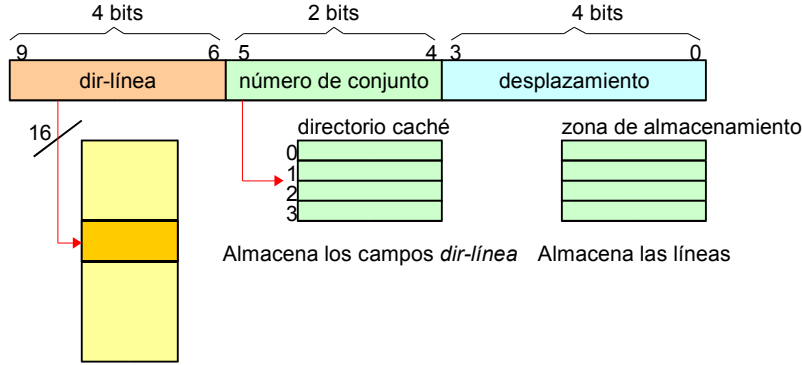 4 bits 2 bits 4 bits
9 6 5 4 3 0
dir-línea número de conjunto desplazamiento
16
directorio caché zona de almacenamiento
0
1
2
3
Almacena los campos dir-línea Almacena las líneas